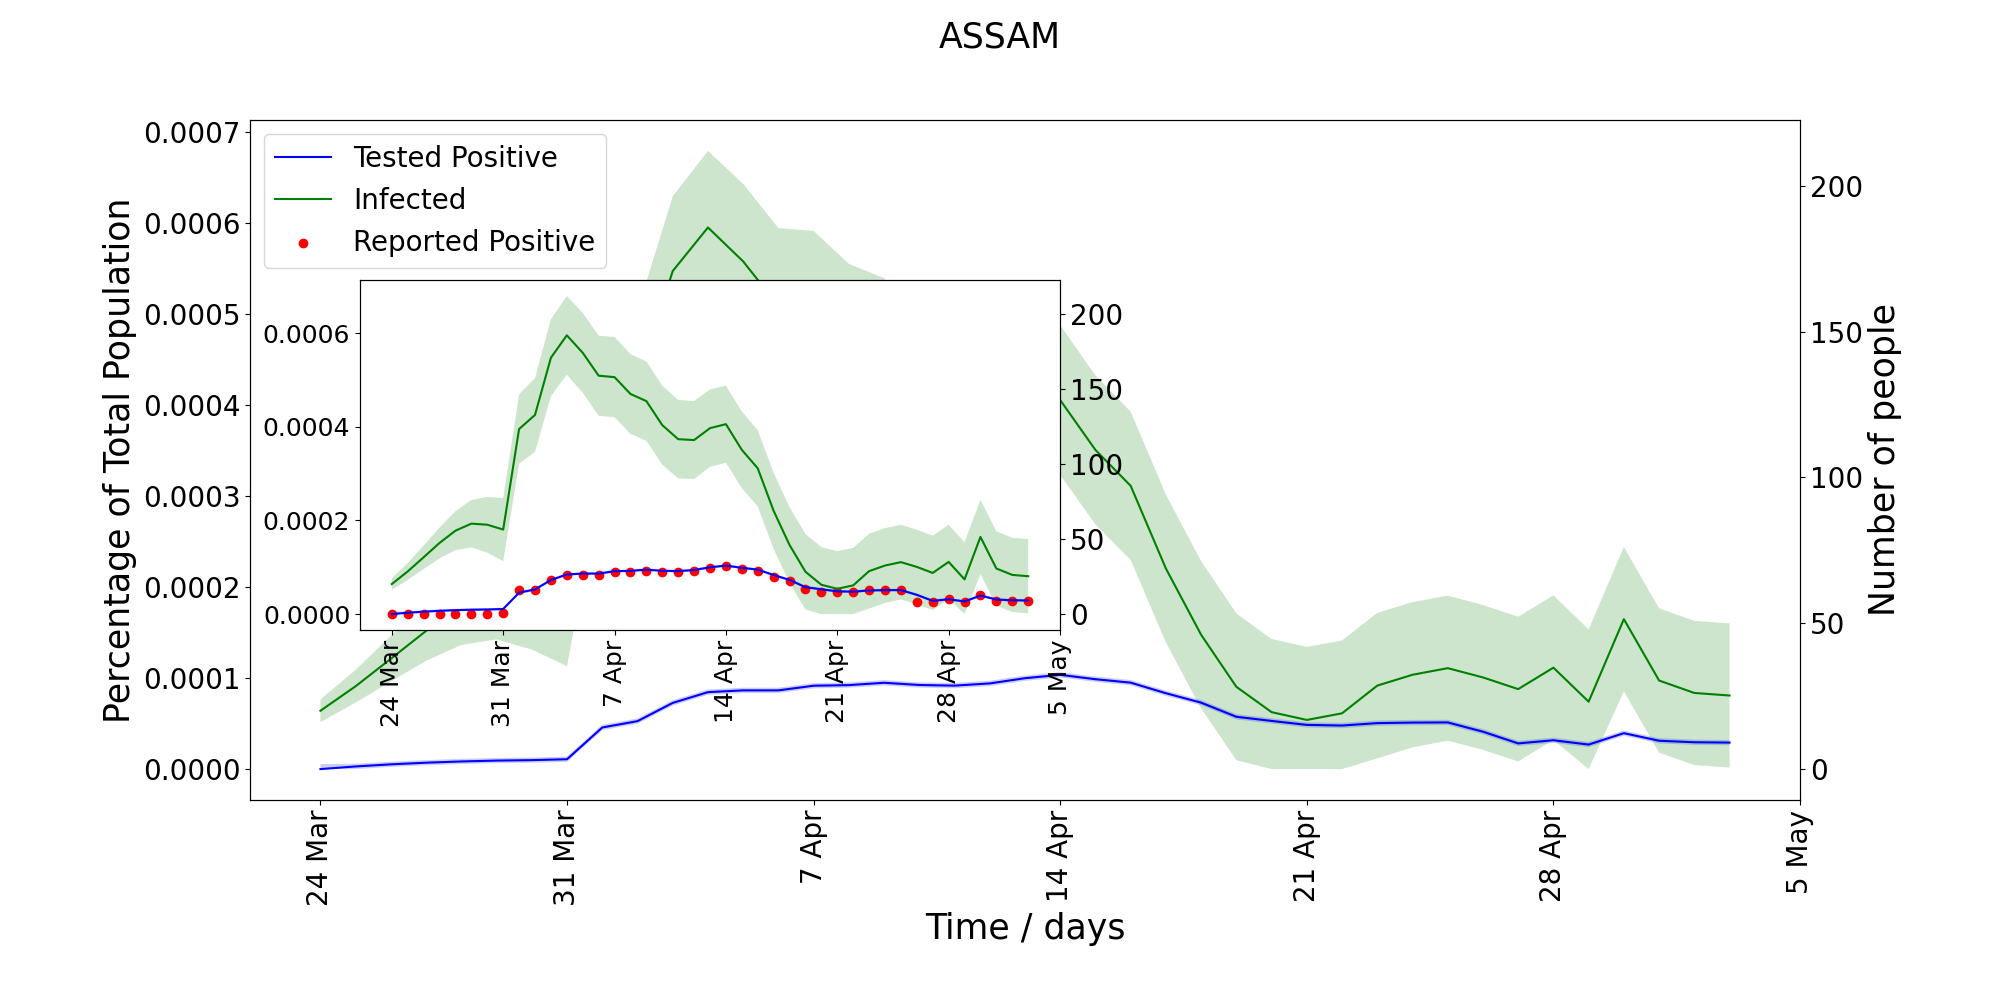 ASSAM
Tested Positive
Infected
Reported Positive
Percentage of Total Population
0.0007
0.0006
0.0005
0.0004
0.0003
0.0002
0.0001
0.0000
0.0006
0.0004
0.0002
0.0000
200
150
100
50
0
24 Mar
31 Mar
7 Apr
14 Apr
21 Apr
28 Apr
5 May
200
150
100
50
0
Number of people
24 Mar
31 Mar
7 Apr
14 Apr
21 Apr
28 Apr
5 May
Time / days